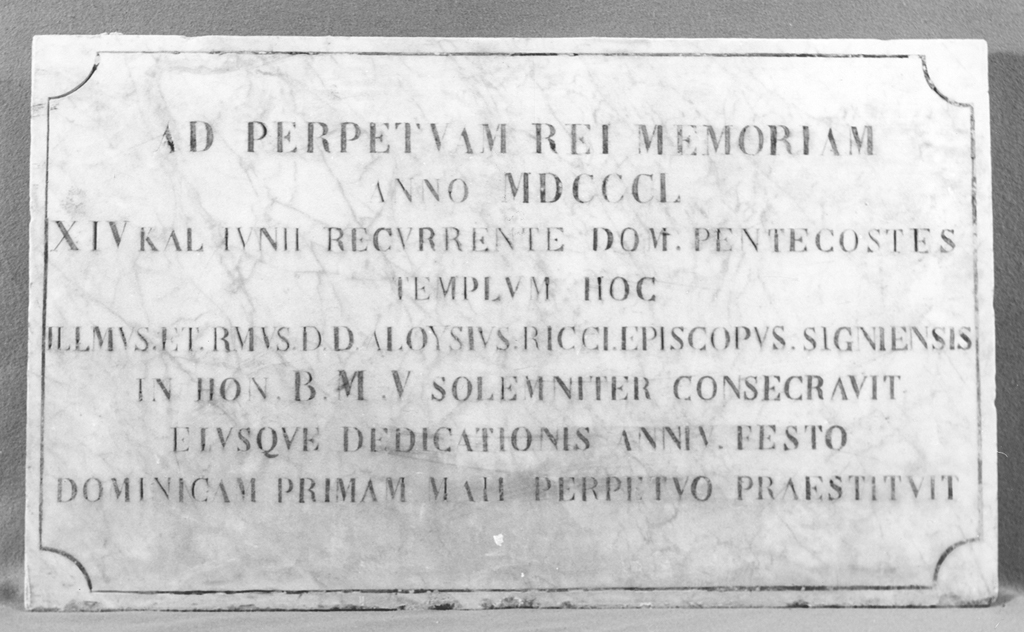 AD PERPETVAM REI MEMORIAM
ANNO MDCCCL
XIV KAL IVNII RECVRRENTE DOM. PENTECOSTES
TEMPLVM HOC
ILLMVS. ET. RMVS. D. D. ALOYSIVS. RICCI. EPISCOPVS. SIGNIENSIS
IN HON. B. M. V SOLEMNITER CONSECRAVIT
EIVSQVE DEDICATIONIS ANNIV. FESTO
DOMINICAM PRIMAM MAII PERPETVO PRAESTITVIT